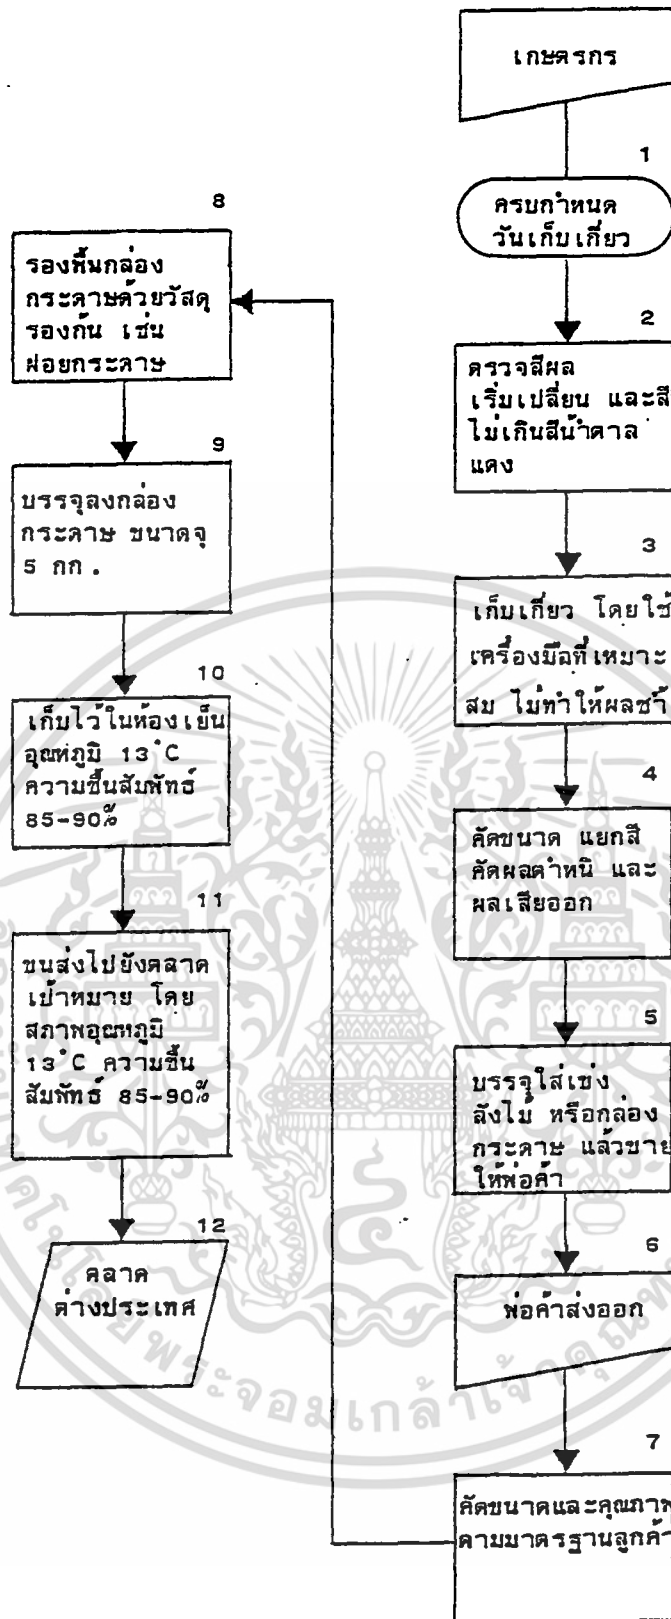 เกษตรกร
1
ครบกำหนด
วันเก็บเกี่ยว
2
ตรวจสีผล
เริ่มเปลี่ยน และสี
ไม่เกินสีน้ำตาล
แดง
3
เก็บเกี่ยว โดยใช้
เครื่องมือที่เหมาะ
สม ไม่ทำให้ผลช้ำ
4
คัดขนาด แยกสี
คัดผลตำหนิ และ
ผลเสียออก
5
บรรจุใส่เข่ง
ลังไม้ หรือกล่อง
กระดาษ แล้วขาย
ให้พ่อค้า
6
พ่อค้าส่งออก
7
คัดขนาดและคุณภาพ
ตามมาตรฐานลูกค้า
8
รองพื้นกล่อง
กระดาษด้วยวัสดุ
รองกัน เช่น
ฝอยกระดาษ
9
บรรจุลงกล่อง
กระดาษ ขนาดจุ
5 กก.
10
เก็บไว้ในห้องเย็น
อุณหภูมิ 13°C
ความชื้นสัมพัทธ์
85-90%
11
ขนส่งไปยังตลาด
เป้าหมาย โดย
สภาพอุณหภูมิ
13°C ความชื้น
สัมพัทธ์ 85-90%
12
ตลาด
ต่างประเทศ
พระจอมเกล้าเจ้าคุณท